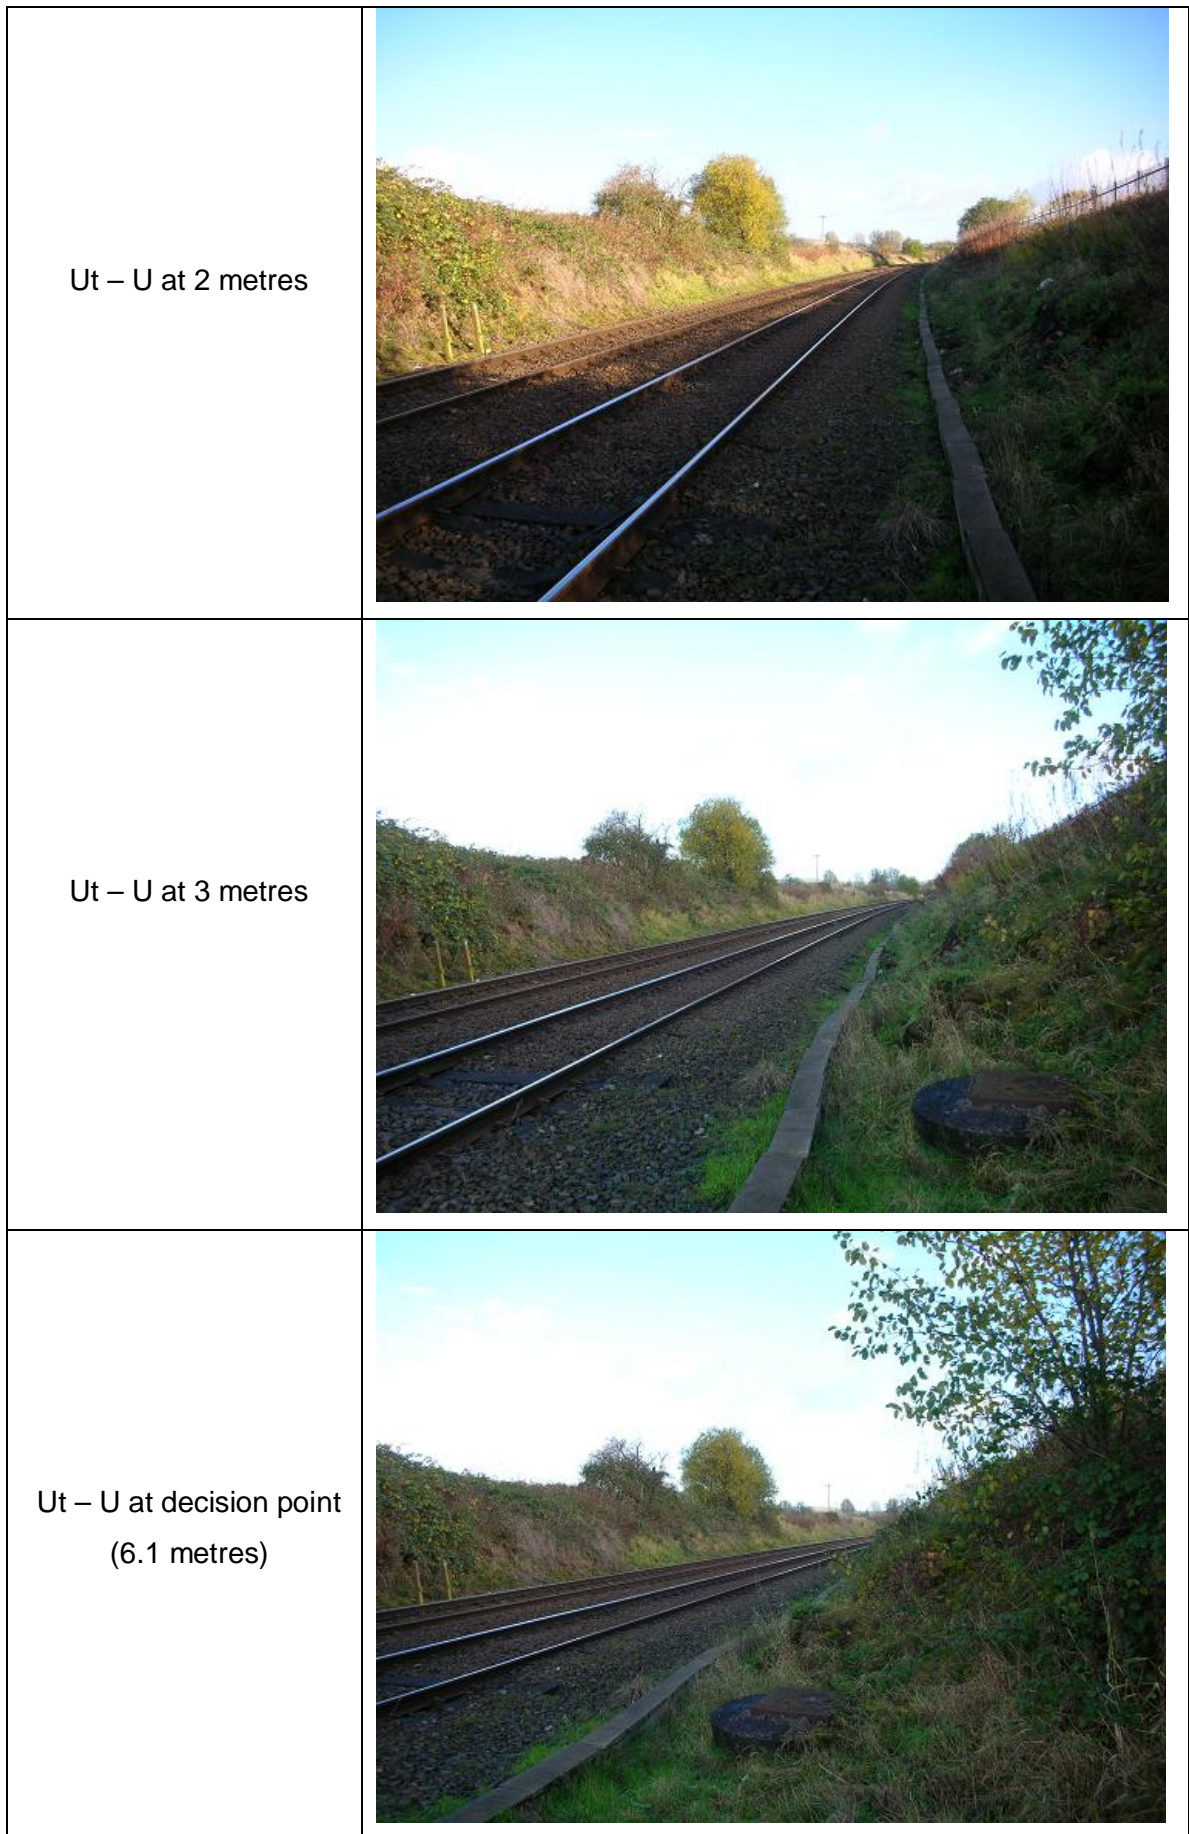 Ut – U at 2 metres
Ut – U at 3 metres
Ut – U at decision point
(6.1 metres)